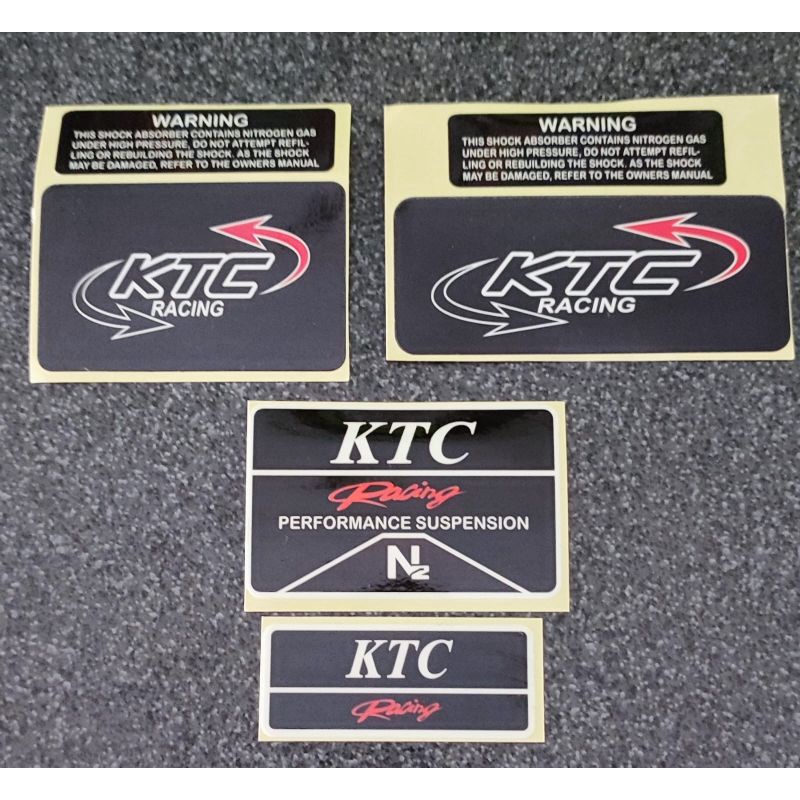 WARNING
THIS SHOCK ABSORBER CONTAINS NITROGEN GAS
UNDER HIGH PRESSURE, DO NOT ATTEMPT REFIL-
LING OR REBUILDING THE SHOCK. AS THE SHOCK
MAY BE DAMAGED, REFER TO THE OWNERS MANUAL
KTC
RACING
WARNING
THIS SHOCK ABSORBER CONTAINS NITROGEN GAS
UNDER HIGH PRESSURE, DO NOT ATTEMPT REFIL-
LING OR REBUILDING THE SHOCK. AS THE SHOCK
MAY BE DAMAGED, REFER TO THE OWNERS MANUAL
KTC
RACING
KTC
Racing
PERFORMANCE SUSPENSION
N2
KTC
Racing